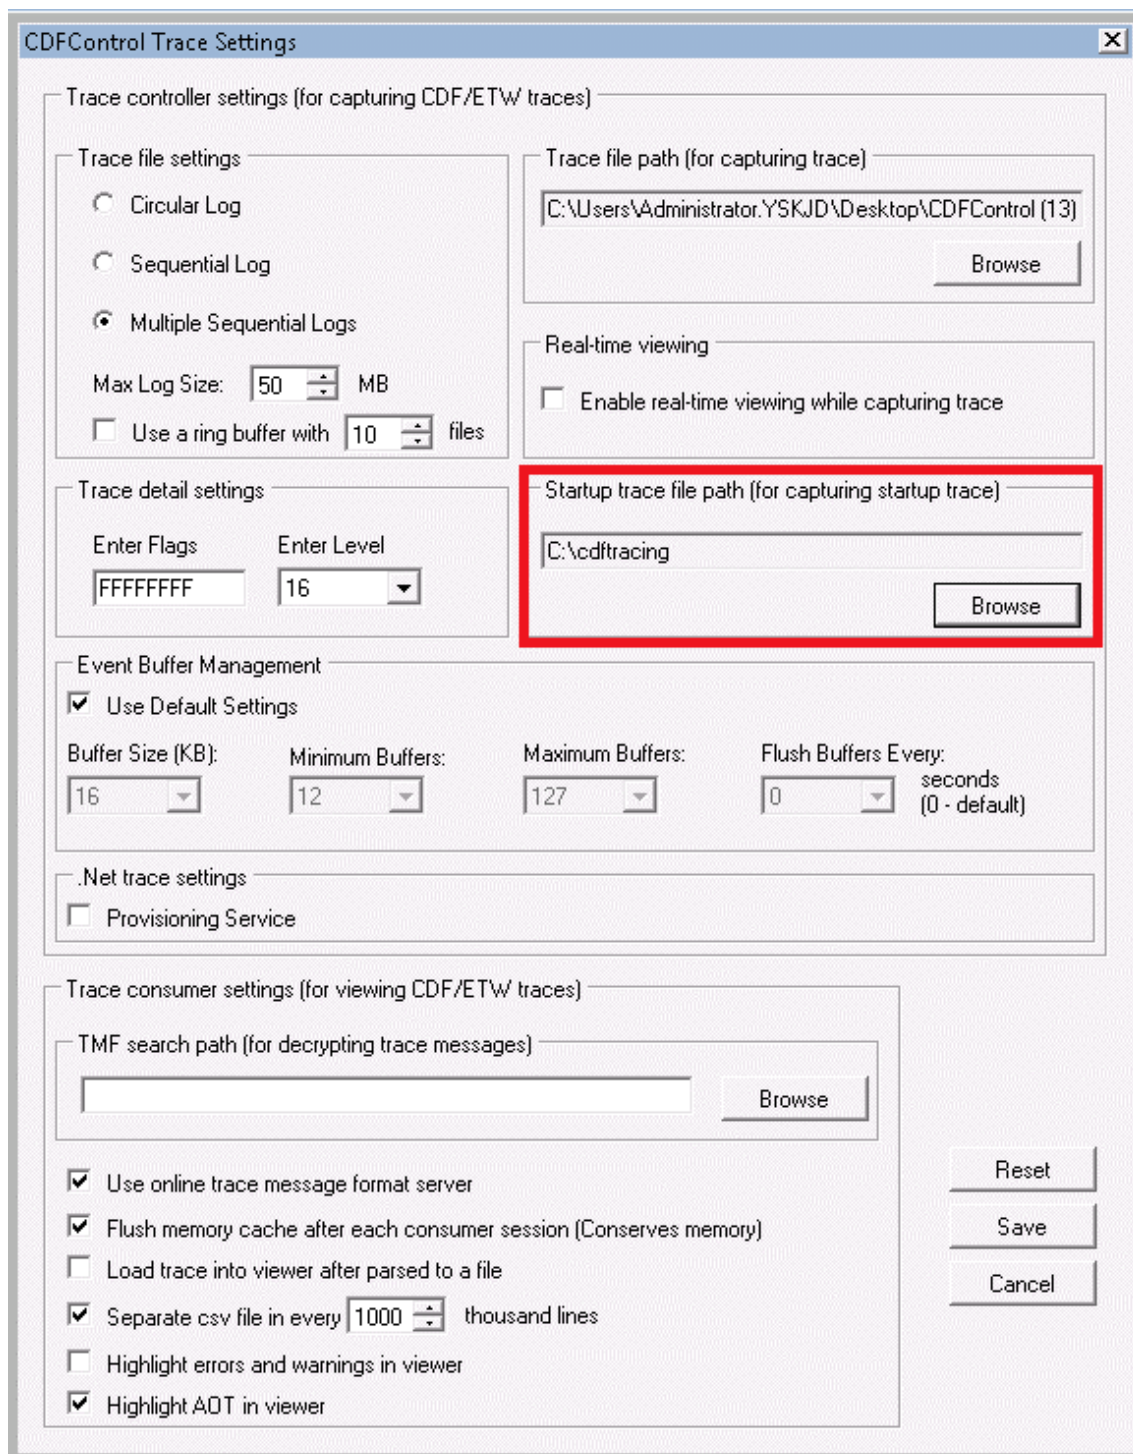 CDFControl Trace Settings
Trace controller settings (for capturing CDF/ETW traces)
Trace file settings
Circular Log
Sequential Log
Multiple Sequential Logs
Max Log Size: 50 MB
Use a ring buffer with 10 files
Trace file path (for capturing trace)
C:\Users\Administrator.YSKJD\Desktop\CDFControl (13)
Browse
Real-time viewing
Enable real-time viewing while capturing trace
Trace detail settings
Enter Flags Enter Level
FFFFFFFF 16
Startup trace file path (for capturing startup trace)
C:\cdftracing
Browse
Event Buffer Management
Use Default Settings
Buffer Size (KB): Minimum Buffers: Maximum Buffers: Flush Buffers Every:
16 12 127 0 seconds
(0 - default)
.Net trace settings
Provisioning Service
Trace consumer settings (for viewing CDF/ETW traces)
TMF search path (for decrypting trace messages)
Browse
Use online trace message format server
Flush memory cache after each consumer session (Conserves memory)
Load trace into viewer after parsed to a file
Separate csv file in every 1000 thousand lines
Highlight errors and warnings in viewer
Highlight AOT in viewer
Reset
Save
Cancel